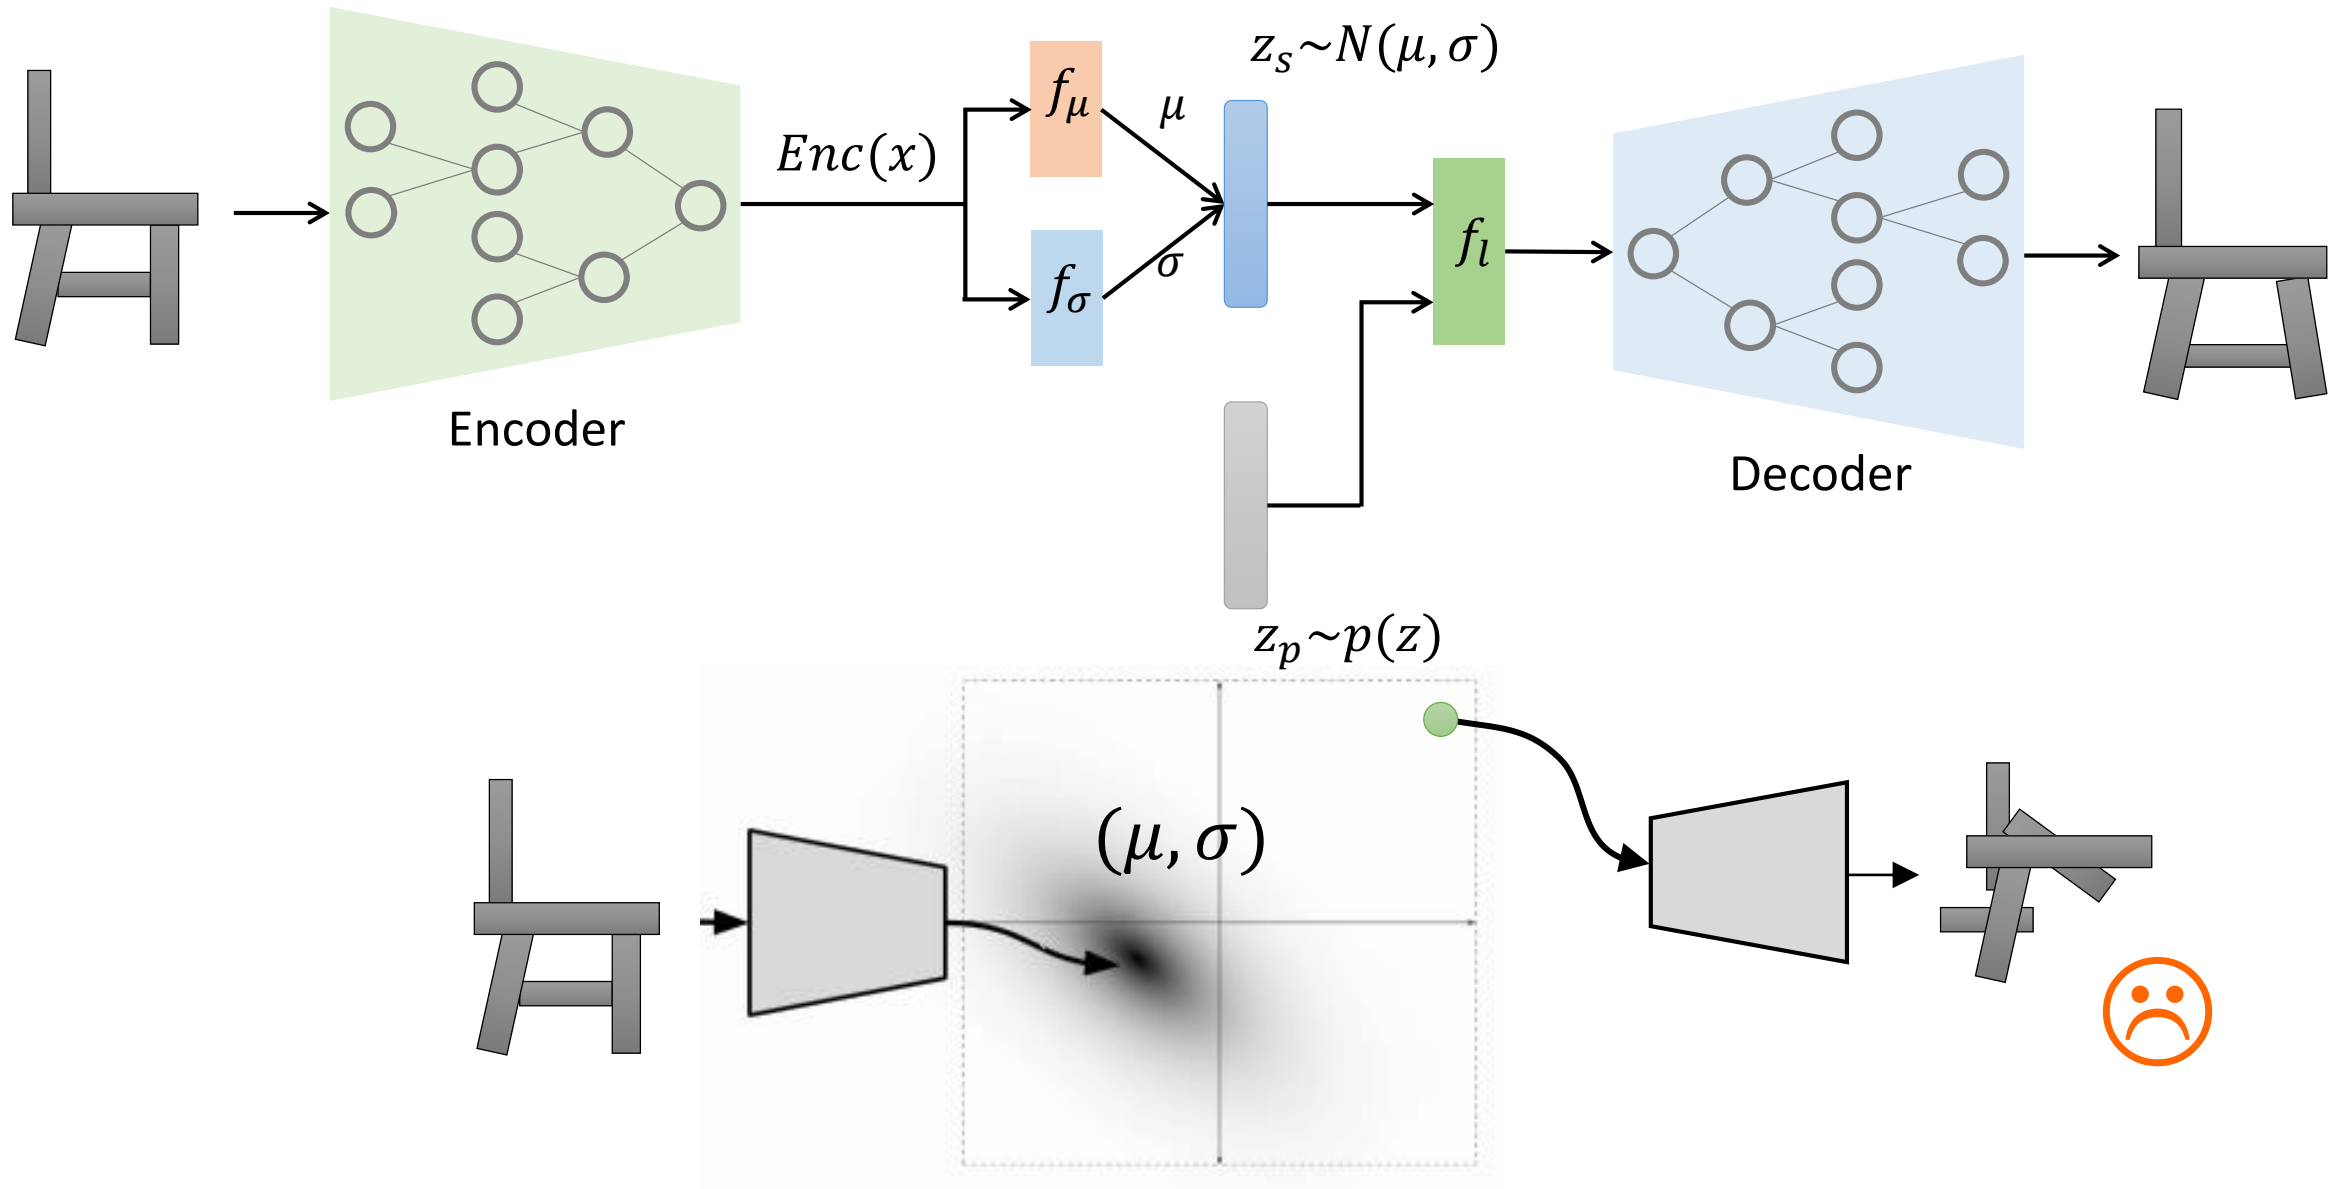 z_s~N(μ, σ)
f_μ
μ
Enc(x)
f_σ
σ
f_l
Encoder
Decoder
z_p~p(z)
(μ, σ)